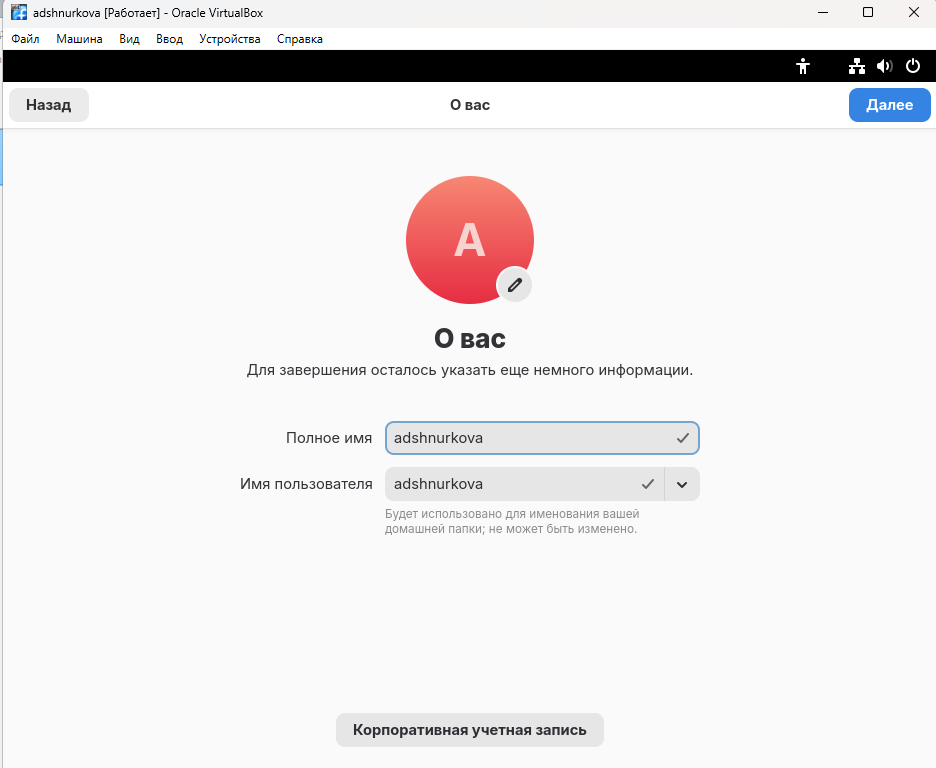 adshnurkova [Работает] - Oracle VirtualBox
Файл Машина Вид Ввод Устройства Справка
Назад О вас Далее
A
О вас
Для завершения осталось указать еще немного информации.
Полное имя adshnurkova
Имя пользователя adshnurkova
Будет использовано для именования вашей
домашней папки; не может быть изменено.
Корпоративная учетная запись